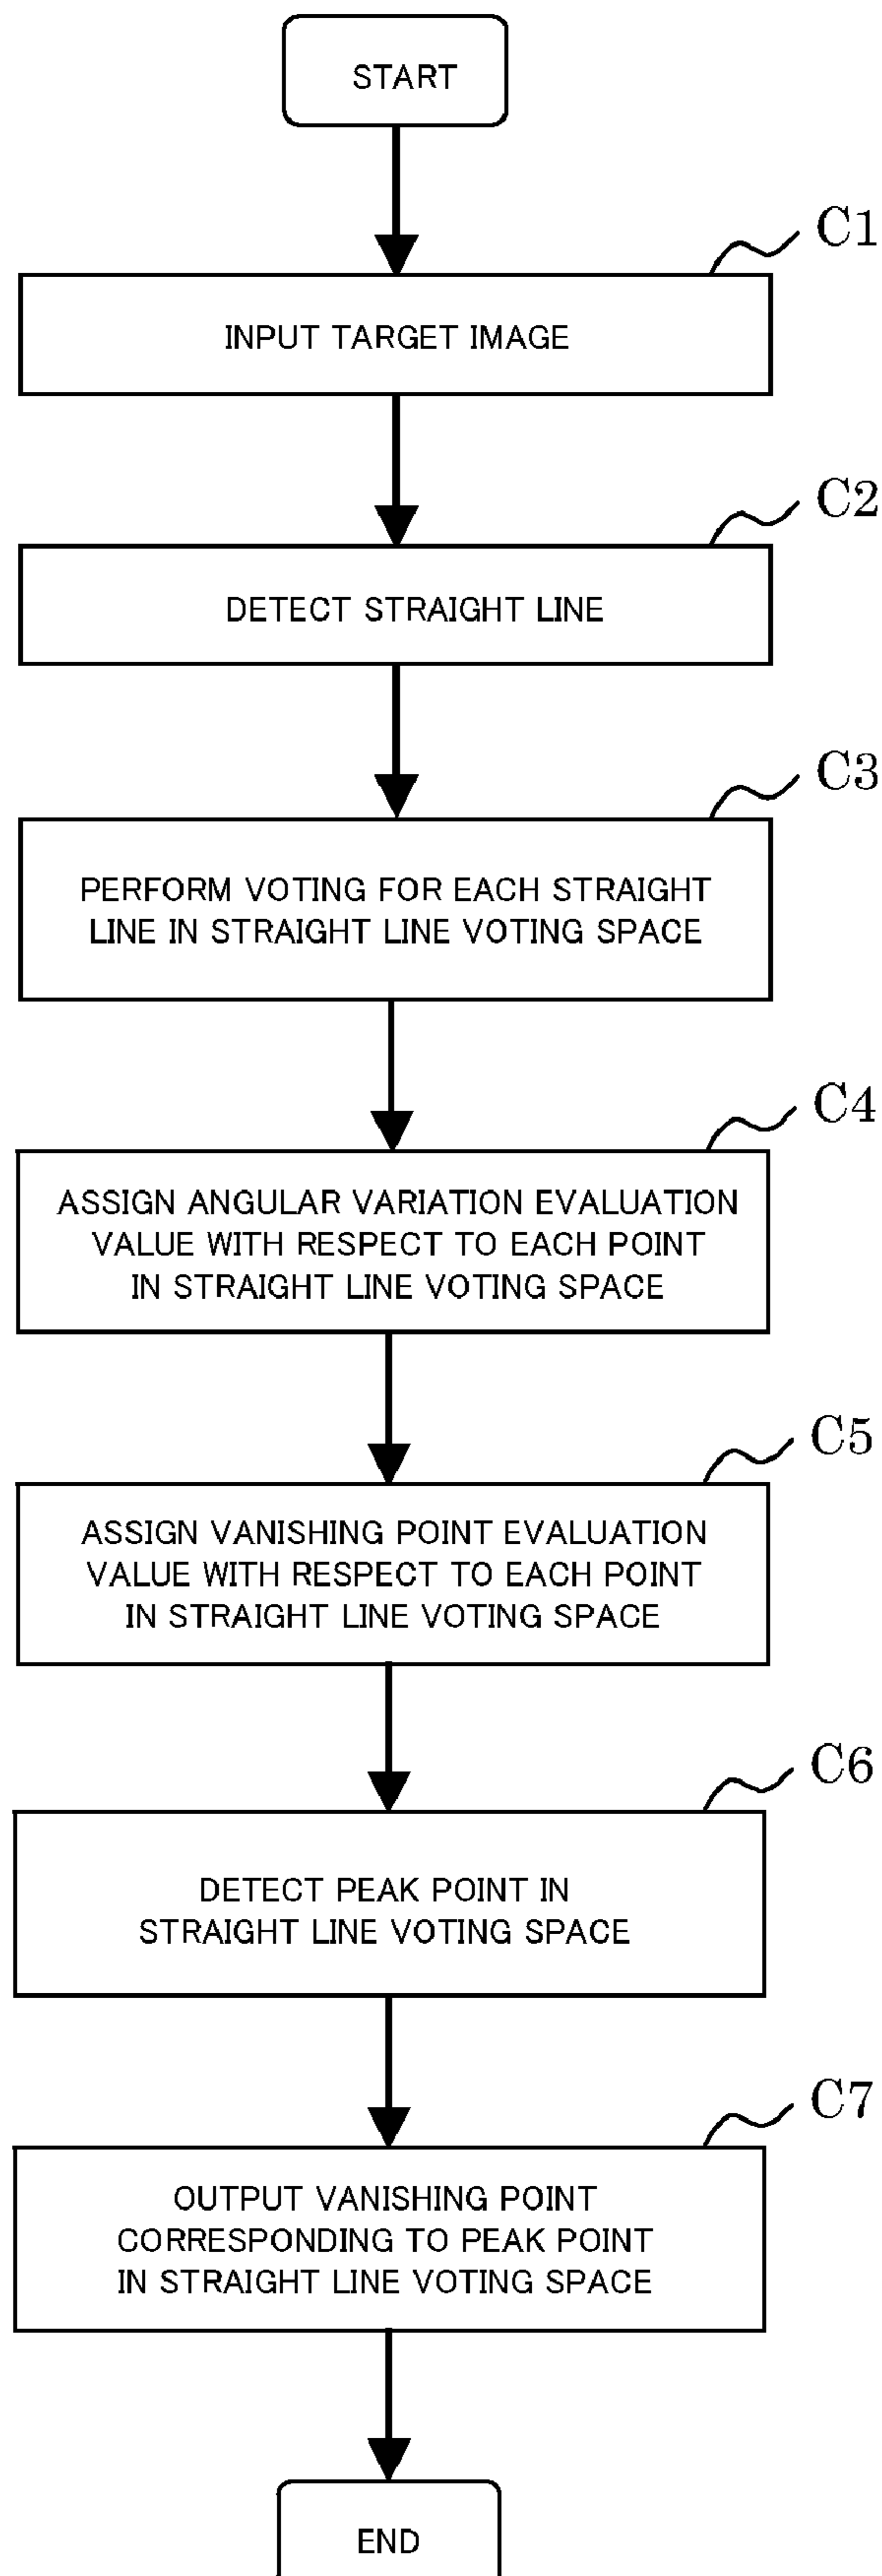 START
C1
INPUT TARGET IMAGE
C2
DETECT STRAIGHT LINE
C3
PERFORM VOTING FOR EACH STRAIGHT
LINE IN STRAIGHT LINE VOTING SPACE
C4
ASSIGN ANGULAR VARIATION EVALUATION
VALUE WITH RESPECT TO EACH POINT
IN STRAIGHT LINE VOTING SPACE
C5
ASSIGN VANISHING POINT EVALUATION
VALUE WITH RESPECT TO EACH POINT
IN STRAIGHT LINE VOTING SPACE
C6
DETECT PEAK POINT IN
STRAIGHT LINE VOTING SPACE
C7
OUTPUT VANISHING POINT
CORRESPONDING TO PEAK POINT
IN STRAIGHT LINE VOTING SPACE
END